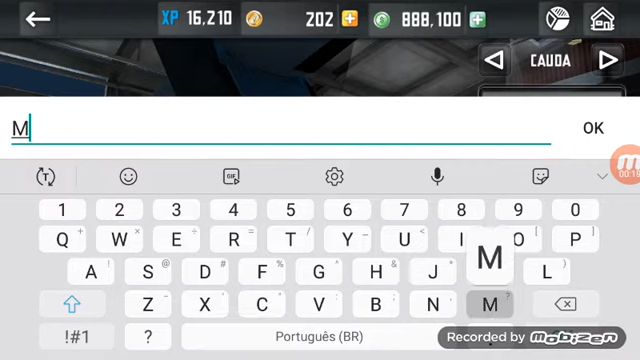 XP 16,210 202 888,100
CAUDA
M
OK
T GIF
1 2 3 4 5 6 7 8 9 0
Q + W × E ÷ R = T / Y _ U < I O [ P ]
A ! S @ D # F % G ^ H & J * M L )
Z - X ' C " V : B ; N , M ?
!#1 ? Português (BR) .
M 00:19
Recorded by mobizen